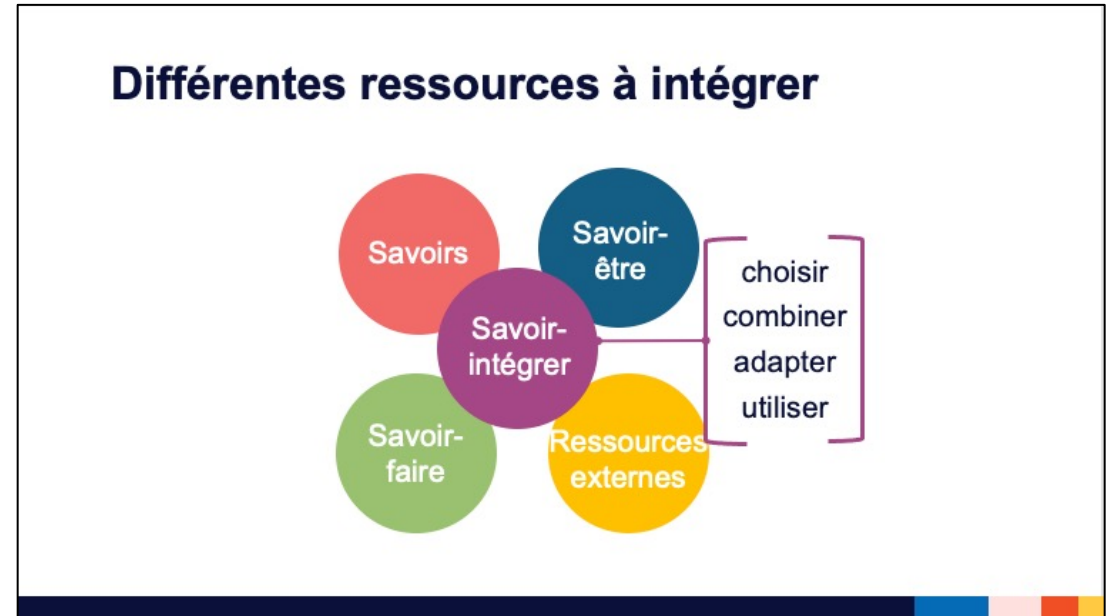 Différentes ressources à intégrer
Savoirs
Savoir-
être
Savoir-
intégrer
choisir
combiner
adapter
utiliser
Savoir-
faire
Ressources
externes